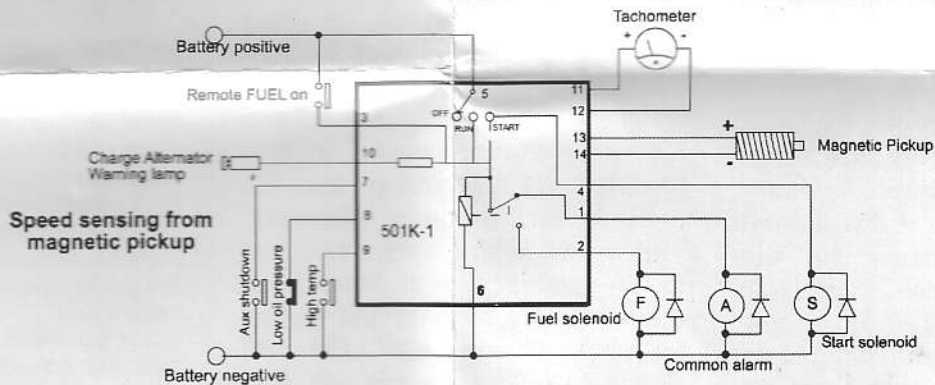 Tachometer
+
-
Battery positive
Remote FUEL on
5
OFF
RUN
START
11
12
3
13
+
14
-
Magnetic Pickup
10
Charge Alternator
Warning lamp
7
4
8
1
501K-1
Speed sensing from
magnetic pickup
9
2
Aux shutdown
Low oil pressure
High temp
6
F
A
S
Fuel solenoid
Start solenoid
Common alarm
Battery negative